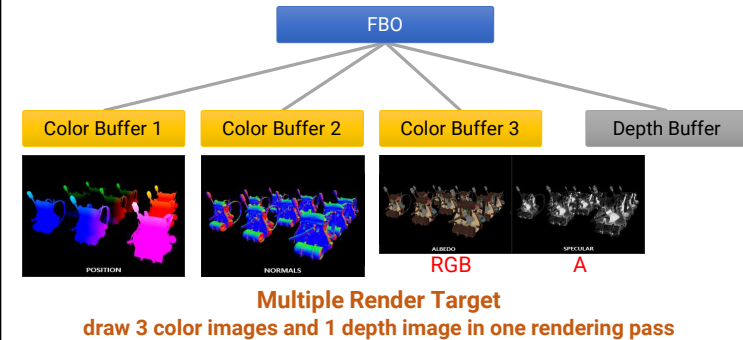 FBO
Color Buffer 1
Color Buffer 2
Color Buffer 3
Depth Buffer
POSITION
NORMALS
ALBEDO
SPECULAR
RGB
A
Multiple Render Target
draw 3 color images and 1 depth image in one rendering pass